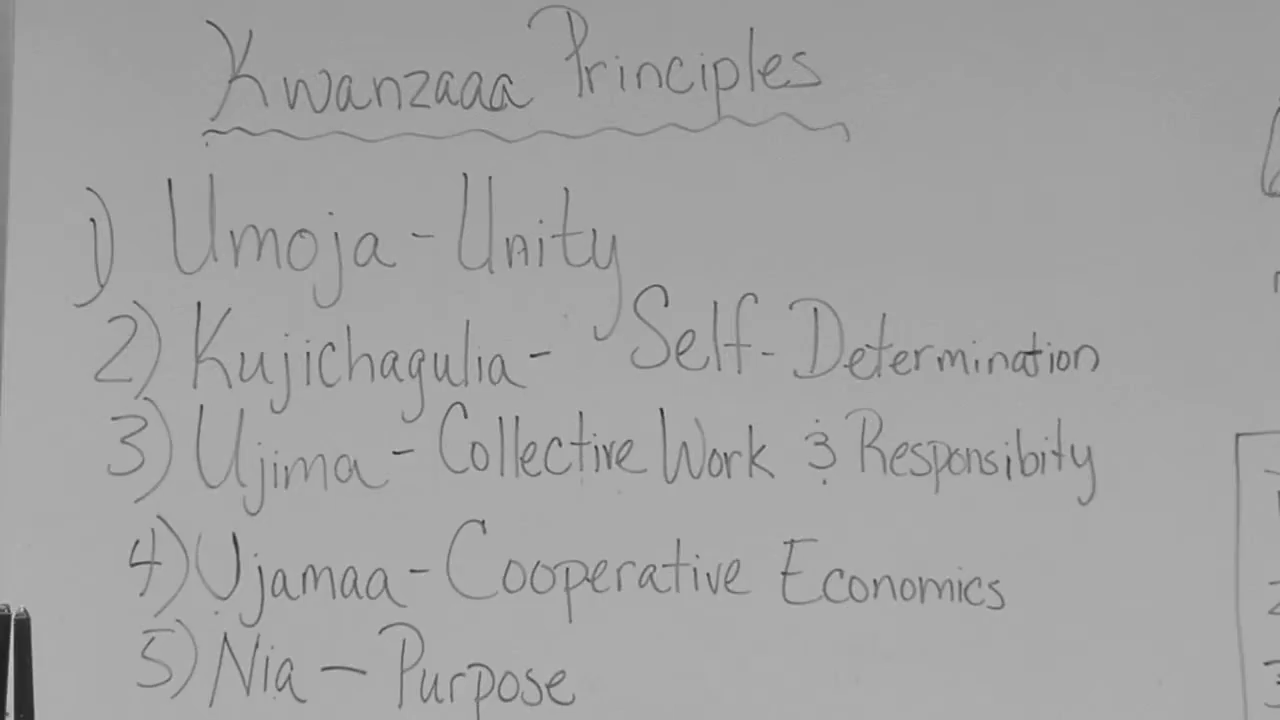 Kwanzaaa Principles
1) Umoja - Unity
2) Kujichagulia - Self-Determination
3) Ujima - Collective Work & Responsibity
4) Ujamaa - Cooperative Economics
5) Nia - Purpose